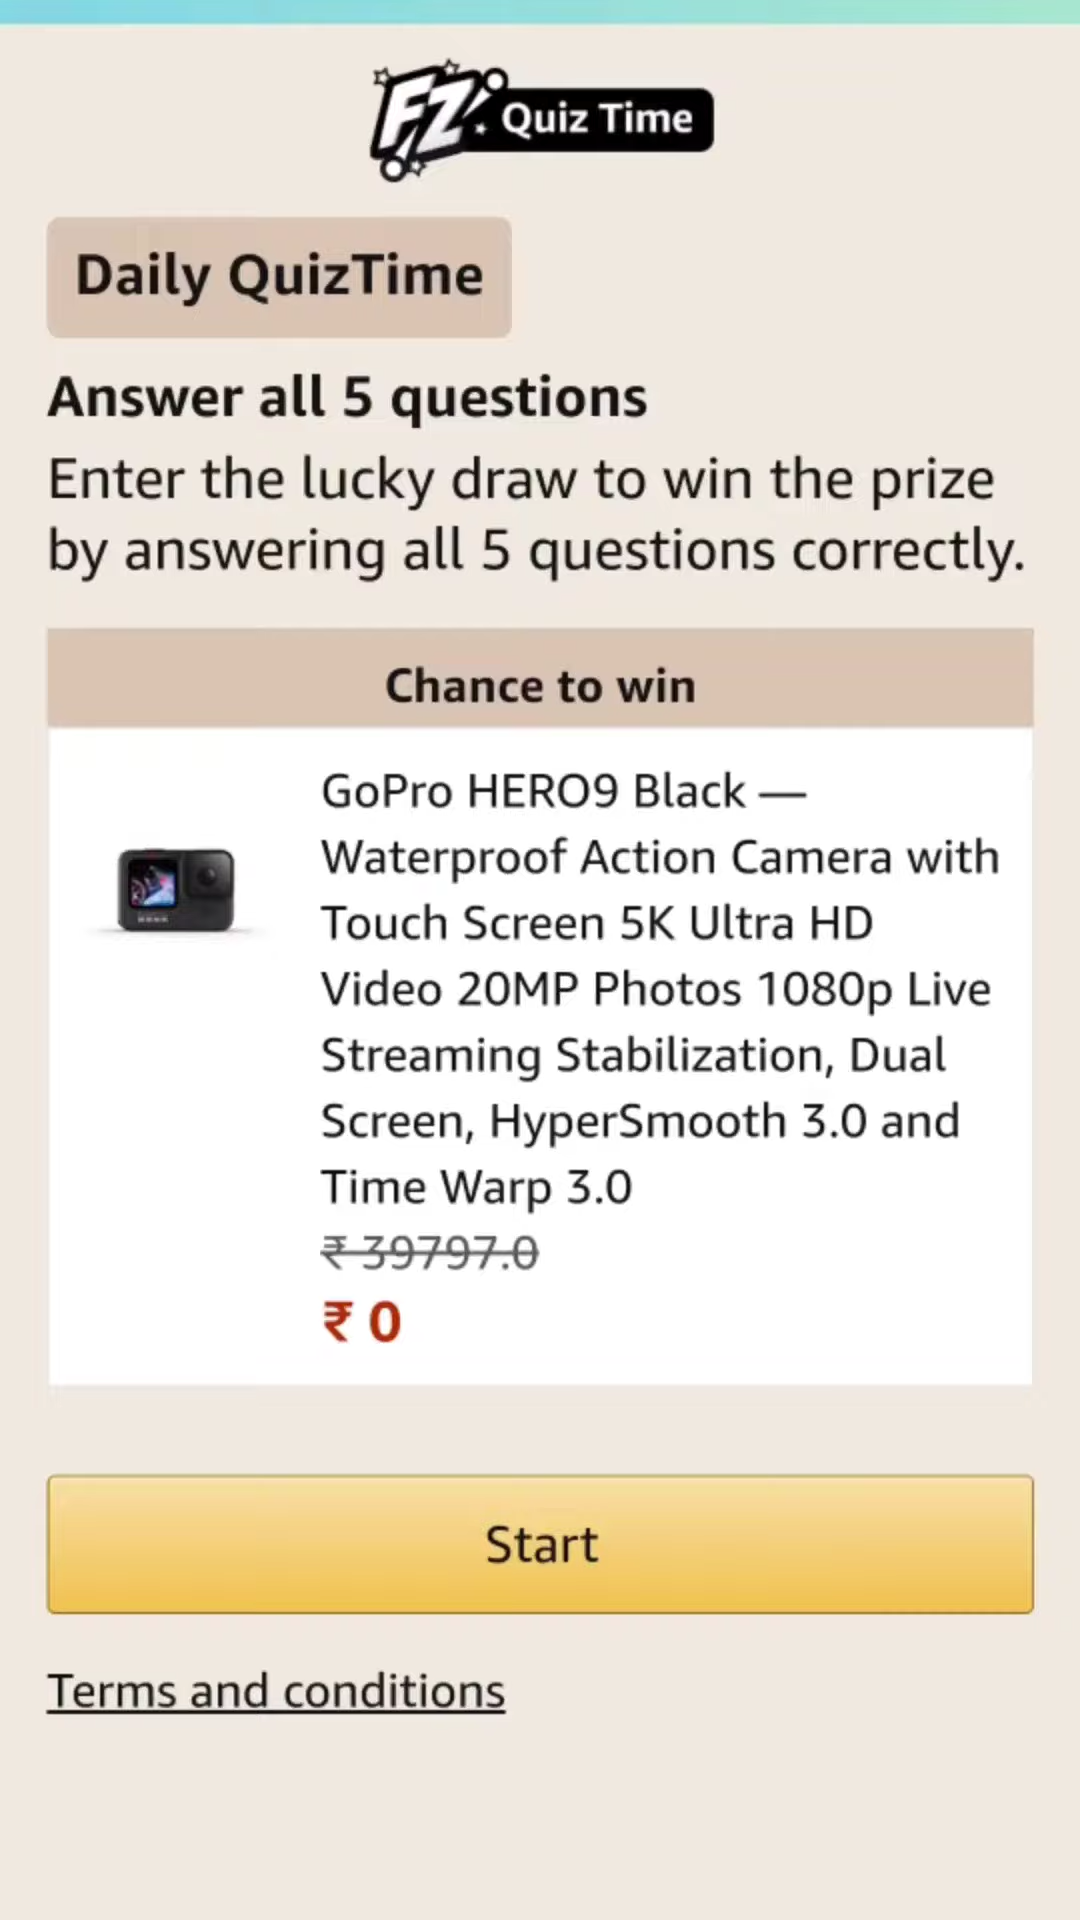 FZ Quiz Time
Daily QuizTime
Answer all 5 questions
Enter the lucky draw to win the prize
by answering all 5 questions correctly.
Chance to win
GoPro HERO9 Black —
Waterproof Action Camera with
Touch Screen 5K Ultra HD
Video 20MP Photos 1080p Live
Streaming Stabilization, Dual
Screen, HyperSmooth 3.0 and
Time Warp 3.0
₹ 39797.0
₹ 0
Start
Terms and conditions